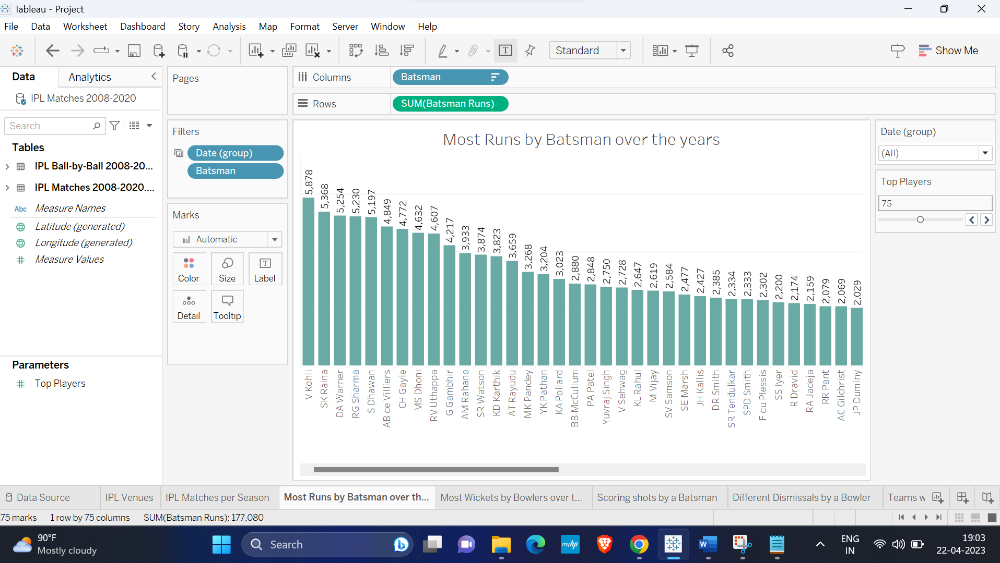 Tableau - Project
File Data Worksheet Dashboard Story Analysis Map Format Server Window Help
Standard
Show Me
Data
Analytics
IPL Matches 2008-2020
Search
Tables
IPL Ball-by-Ball 2008-20...
IPL Matches 2008-2020....
Abc Measure Names
Latitude (generated)
Longitude (generated)
Measure Values
Parameters
Top Players
Pages
Filters
Date (group)
Batsman
Marks
Automatic
Color
Size
T
Label
Detail
Tooltip
Columns
Batsman
Rows
SUM(Batsman Runs)
Most Runs by Batsman over the years
5,878
5,368
5,254
5,230
5,197
4,849
4,772
4,632
4,607
4,217
3,933
3,874
3,823
3,659
3,268
3,204
3,023
2,880
2,848
2,750
2,728
2,647
2,619
2,584
2,477
2,427
2,385
2,334
2,333
2,302
2,200
2,174
2,159
2,079
2,069
2,029
V Kohli
SK Raina
DA Warner
RG Sharma
S Dhawan
AB de Villiers
CH Gayle
MS Dhoni
RV Uthappa
G Gambhir
AM Rahane
SR Watson
KD Karthik
AT Rayudu
MK Pandey
YK Pathan
KA Pollard
BB McCullum
PA Patel
Yuvraj Singh
V Sehwag
KL Rahul
M Vijay
SV Samson
SE Marsh
JH Kallis
DR Smith
SR Tendulkar
SPD Smith
F du Plessis
SS Iyer
R Dravid
RA Jadeja
RR Pant
AC Gilchrist
JP Duminy
Date (group)
(All)
Top Players
75
Data Source
IPL Venues
IPL Matches per Season
Most Runs by Batsman over th...
Most Wickets by Bowlers over t...
Scoring shots by a Batsman
Different Dismissals by a Bowler
Teams w
75 marks 1 row by 75 columns SUM(Batsman Runs): 177,080
90°F
Mostly cloudy
Search
myhp
W
ENG
IN
19:03
22-04-2023